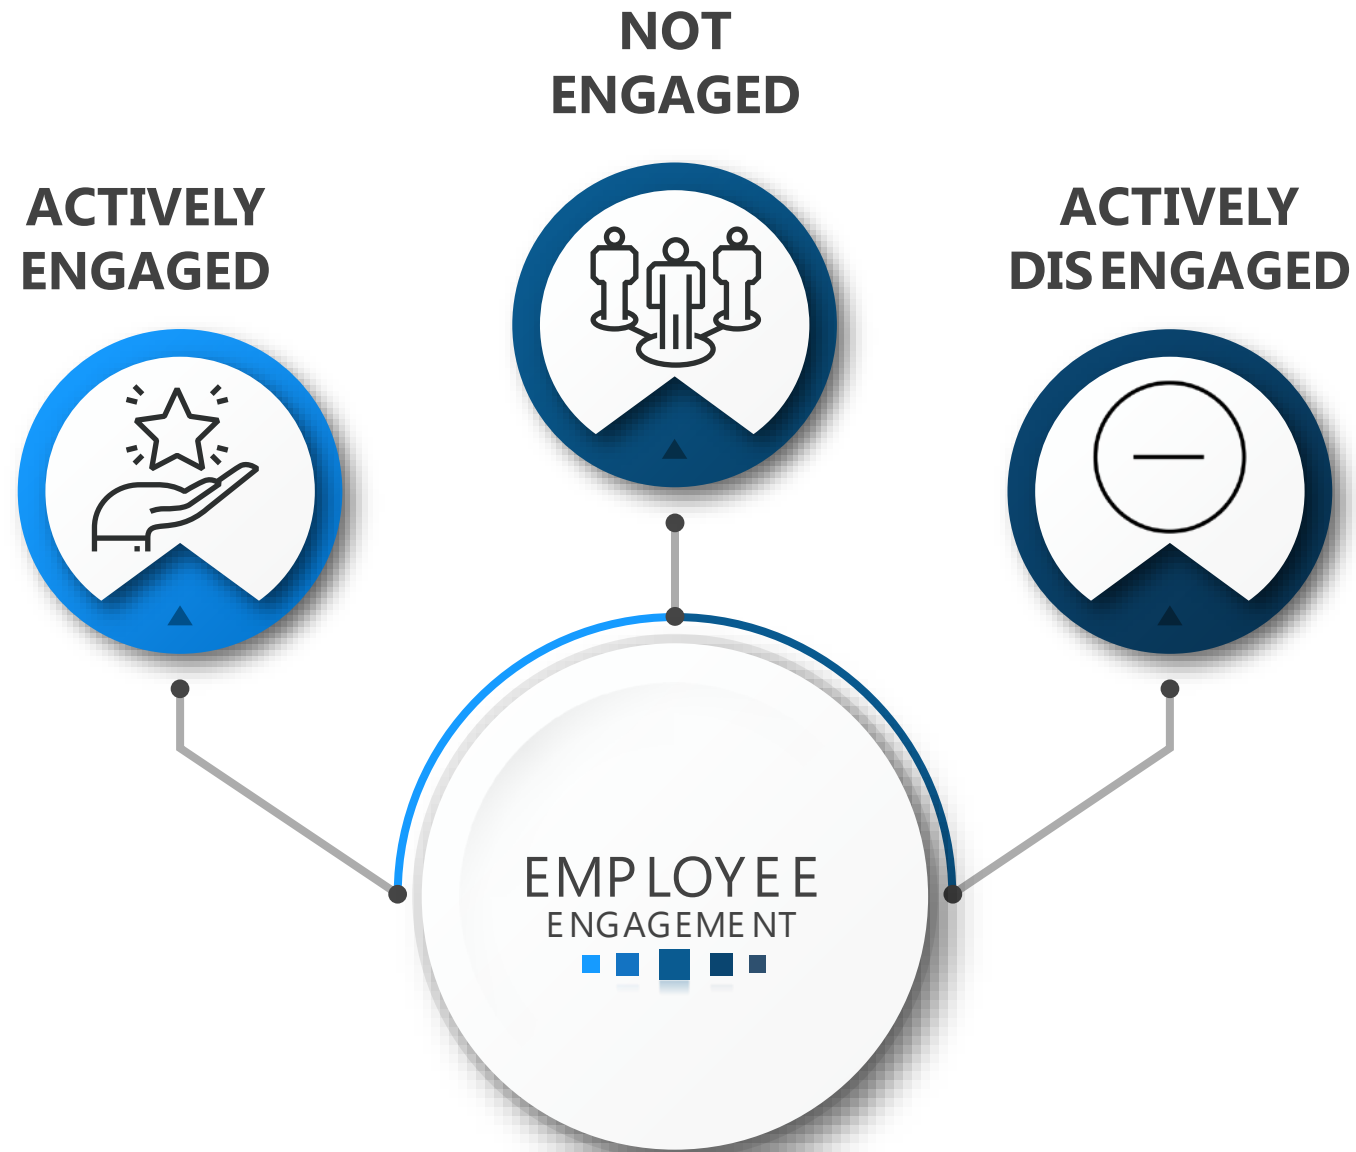 NOT
ENGAGED
ACTIVELY
ENGAGED
ACTIVELY
DISENGAGED
EMPLOYEE
ENGAGEMENT